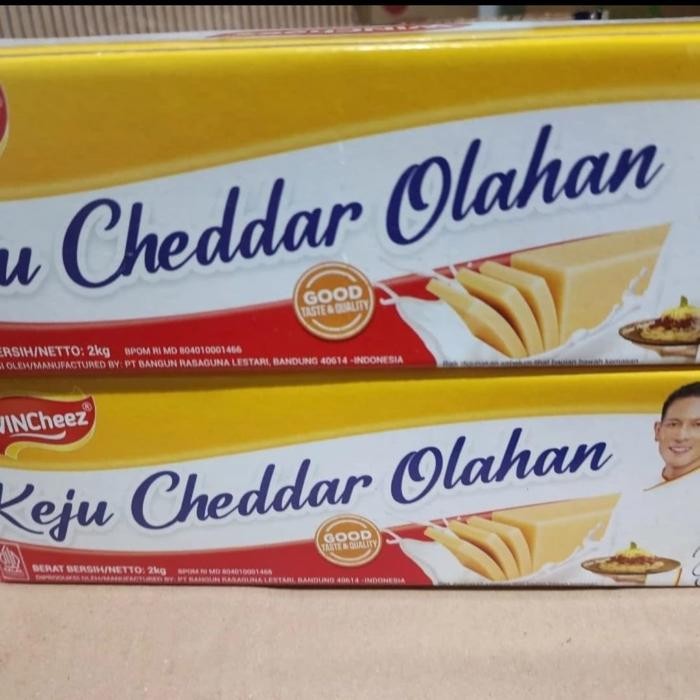 u Cheddar Olahan
GOOD
TASTE & QUALITY
ERSIH/NETTO: 2kg BPOM RI MD 804010001466
I OLEH/MANUFACTURED BY: PT BANGUN RASAGUNA LESTARI, BANDUNG 40614 -INDONESIA
WINCheez®
Keju Cheddar Olahan
GOOD
TASTE & QUALITY
BERAT BERSIH/NETTO: 2kg BPOM RI MD 804010001466
DIPRODUKSI OLEH/MANUFACTURED BY: PT BANGUN RASAGUNA LESTARI, BANDUNG 40614 -INDONESIA